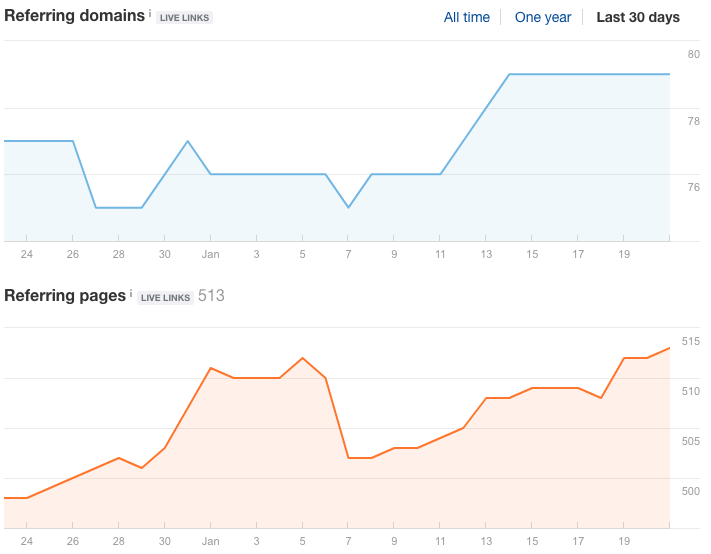 Referring domains i LIVE LINKS All time One year Last 30 days
80
78
76
24 26 28 30 Jan 3 5 7 9 11 13 15 17 19
Referring pages i LIVE LINKS 513
515
510
505
500
24 26 28 30 Jan 3 5 7 9 11 13 15 17 19